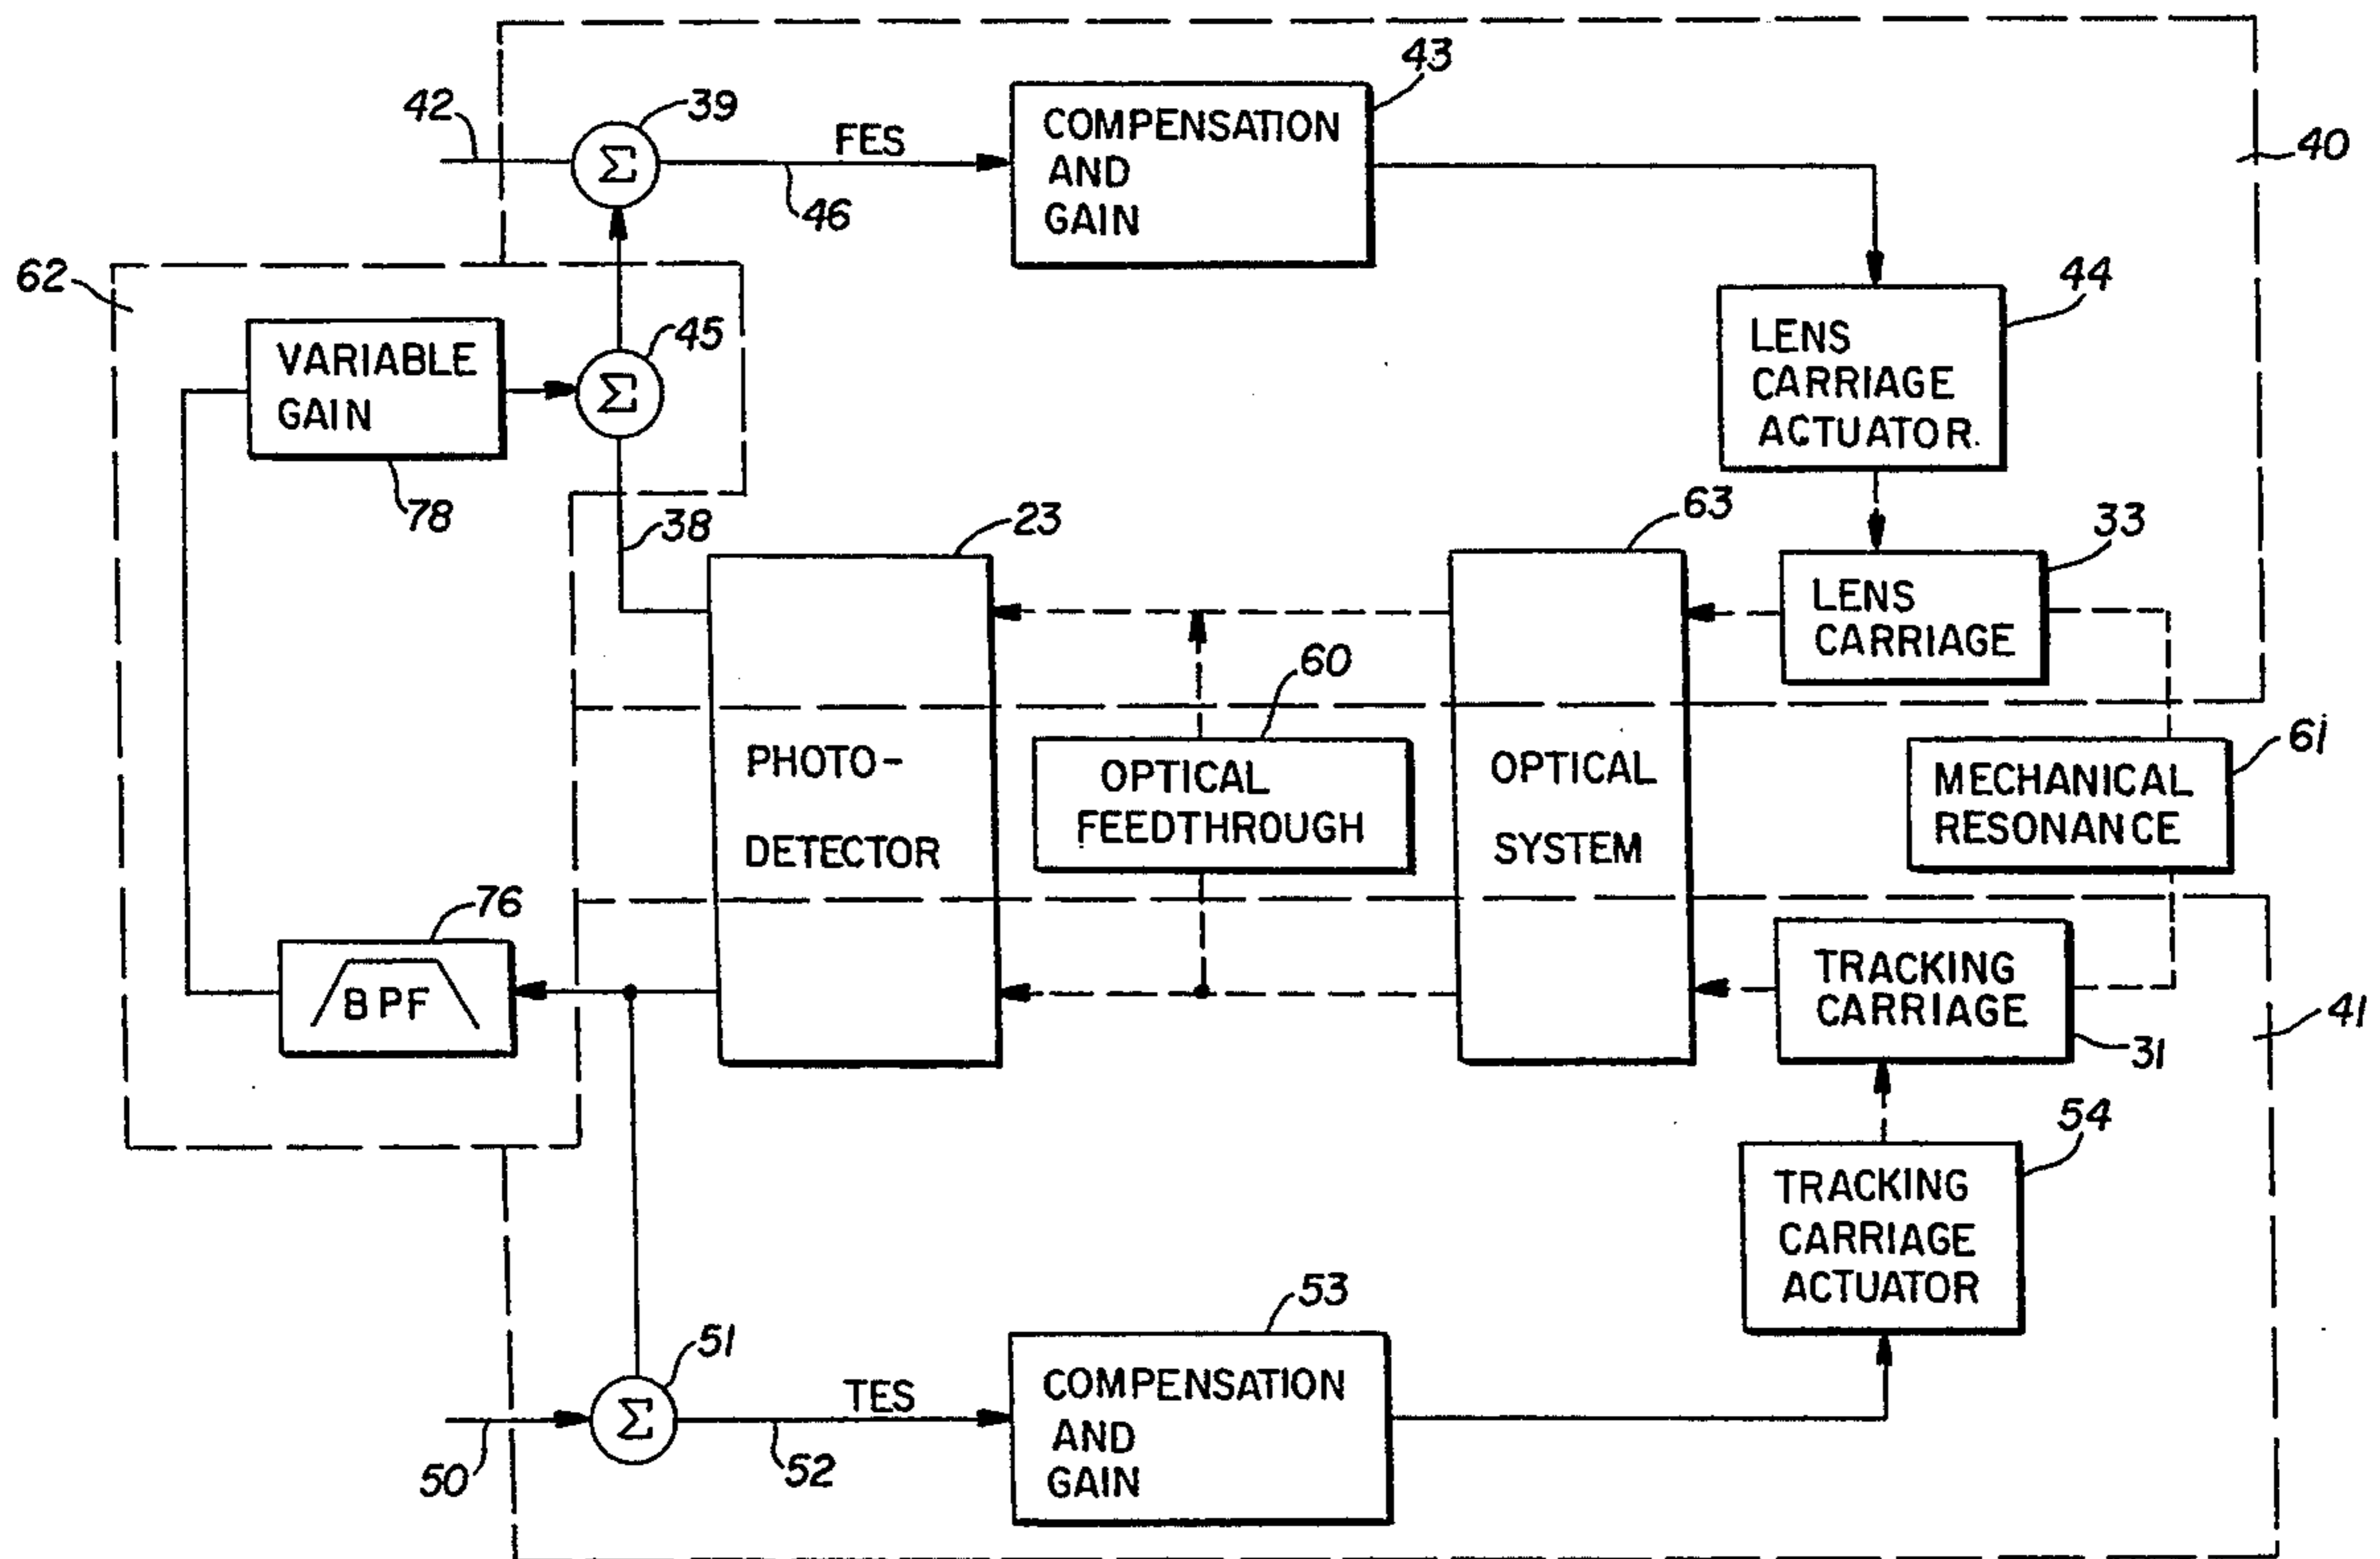 43
42
39
FES
COMPENSATION
AND
GAIN
40
Σ
46
62
44
45
VARIABLE
GAIN
Σ
LENS
CARRIAGE
ACTUATOR
78
38
23
63
33
LENS
CARRIAGE
60
61
PHOTO-
DETECTOR
OPTICAL
FEEDTHROUGH
OPTICAL
SYSTEM
MECHANICAL
RESONANCE
76
BPF
TRACKING
CARRIAGE
41
31
54
TRACKING
CARRIAGE
ACTUATOR
53
51
TES
COMPENSATION
AND
GAIN
Σ
50
52